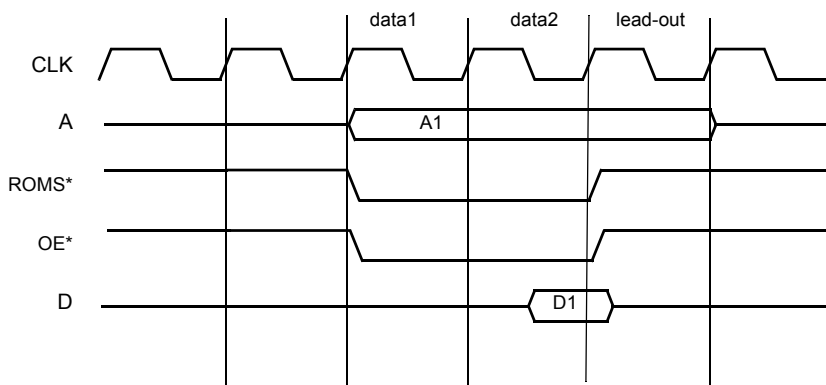 data1 data2 lead-out
CLK
A A1
ROMS*
OE*
D D1